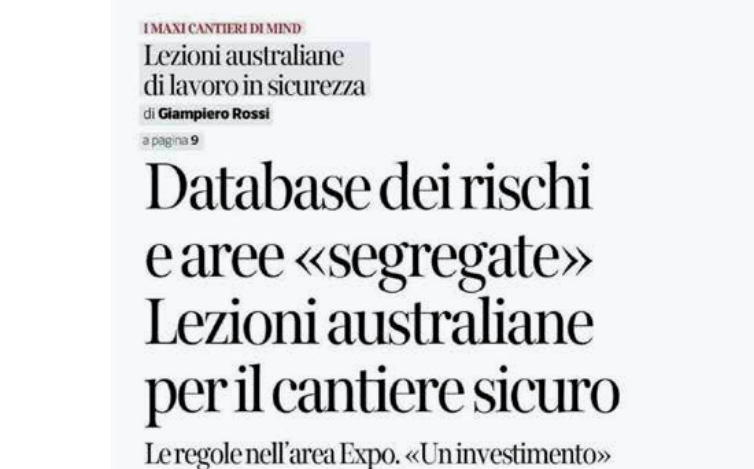 I MAXI CANTIERI DI MIND
Lezioni australiane
di lavoro in sicurezza
di Giampiero Rossi
a pagina 9
Database dei rischi
e aree «segregate»
Lezioni australiane
per il cantiere sicuro
Le regole nell'area Expo. «Un investimento»